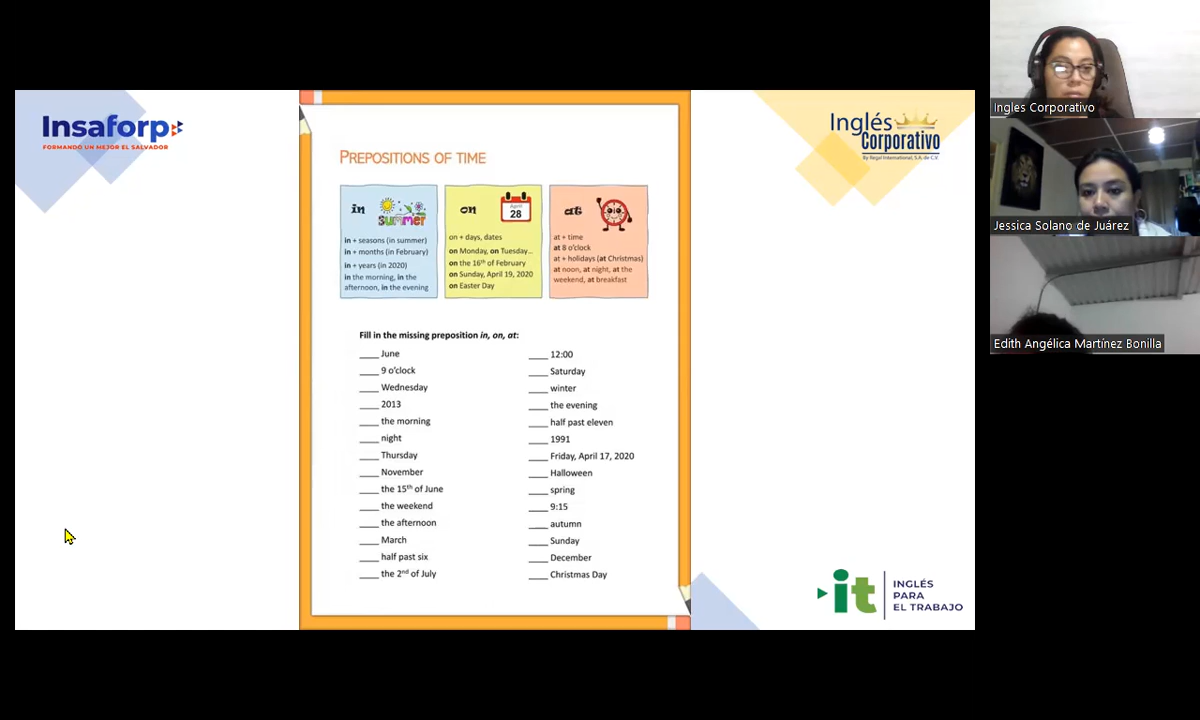 Insaforp
FORMANDO UN MEJOR EL SALVADOR
Inglés
Corporativo
By Regal International, S.A. de C.V.
PREPOSITIONS OF TIME
in
summer
in + seasons (in summer)
in + months (in February)
in + years (in 2020)
in the morning, in the
afternoon, in the evening
on
28
on + days, dates
on Monday, on Tuesday...
on the 16th of February
on Sunday, April 19, 2020
on Easter Day
at
at + time
at 8 o'clock
at + holidays (at Christmas)
at noon, at night, at the
weekend, at breakfast
Fill in the missing preposition in, on, at:
____ June
____ 9 o'clock
____ Wednesday
____ 2013
____ the morning
____ night
____ Thursday
____ November
____ the 15th of June
____ the weekend
____ the afternoon
____ March
____ half past six
____ the 2nd of July
____ 12:00
____ Saturday
____ winter
____ the evening
____ half past eleven
____ 1991
____ Friday, April 17, 2020
____ Halloween
____ spring
____ 9:15
____ autumn
____ Sunday
____ December
____ Christmas Day
it
INGLÉS
PARA
EL TRABAJO
Ingles Corporativo
Jessica Solano de Juárez
Edith Angélica Martínez Bonilla